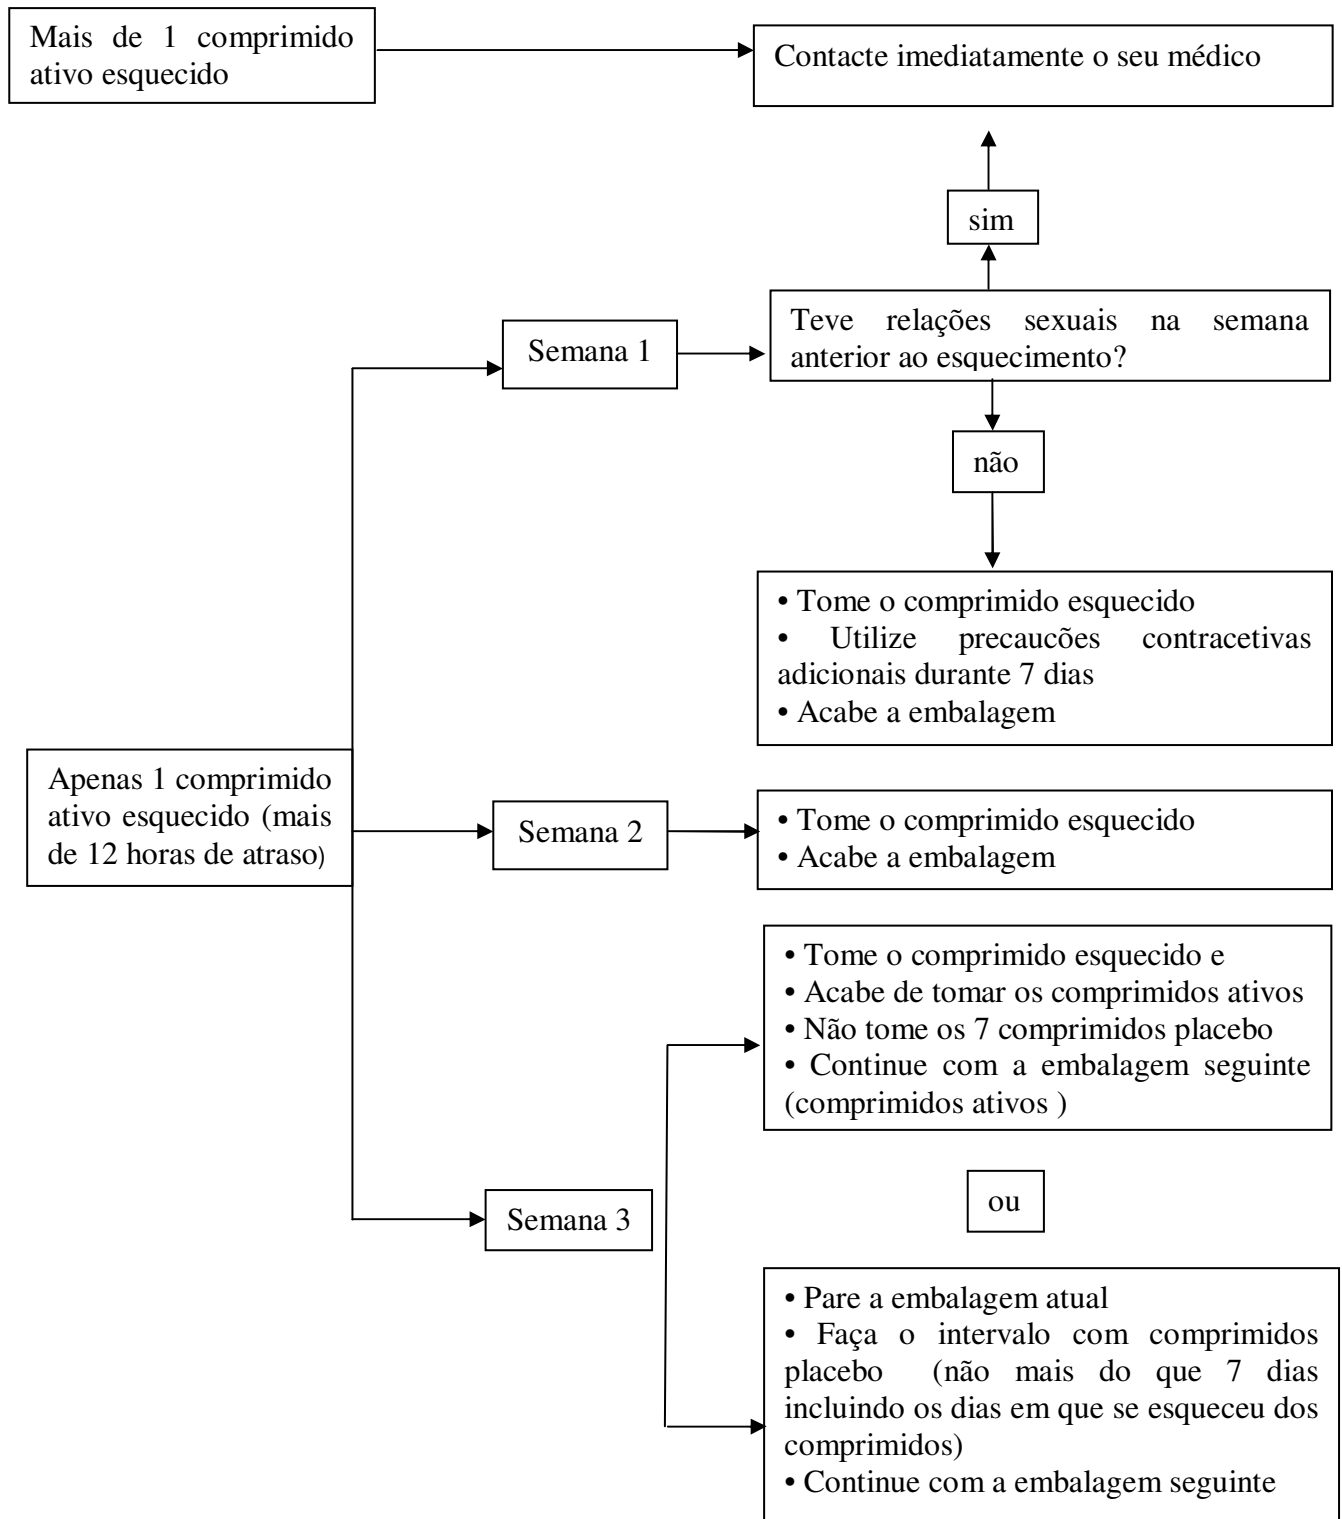 Mais de 1 comprimido
ativo esquecido
Contacte imediatamente o seu médico
sim
Teve relações sexuais na semana
anterior ao esquecimento?
Semana 1
não
• Tome o comprimido esquecido
• Utilize precaucões contracetivas
adicionais durante 7 dias
• Acabe a embalagem
Apenas 1 comprimido
ativo esquecido (mais
de 12 horas de atraso)
Semana 2
• Tome o comprimido esquecido
• Acabe a embalagem
• Tome o comprimido esquecido e
• Acabe de tomar os comprimidos ativos
• Não tome os 7 comprimidos placebo
• Continue com a embalagem seguinte
(comprimidos ativos )
Semana 3
ou
• Pare a embalagem atual
• Faça o intervalo com comprimidos
placebo (não mais do que 7 dias
incluindo os dias em que se esqueceu dos
comprimidos)
• Continue com a embalagem seguinte